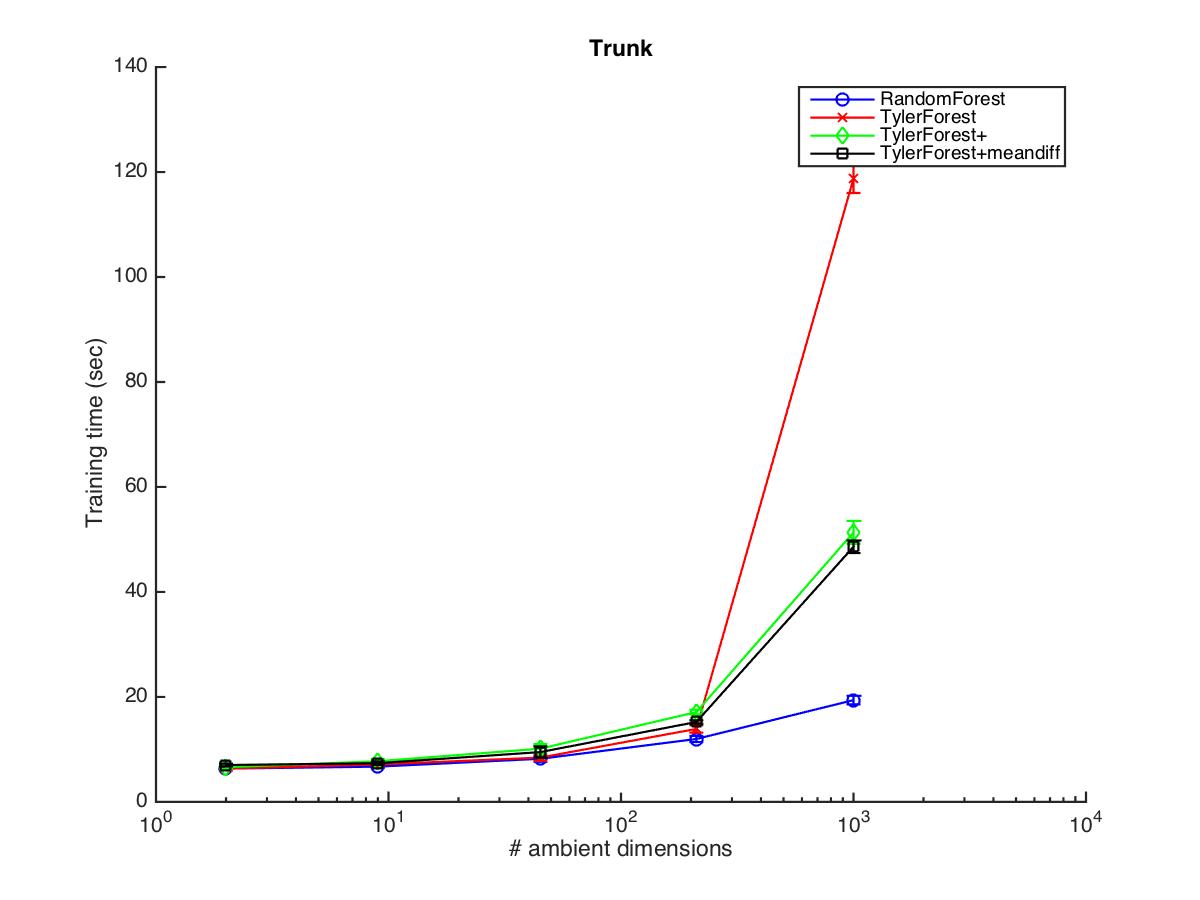 Trunk
RandomForest
TylerForest
TylerForest+
TylerForest+meandiff
140
120
100
80
60
40
20
0
Training time (sec)
10^0 10^1 10^2 10^3 10^4
# ambient dimensions